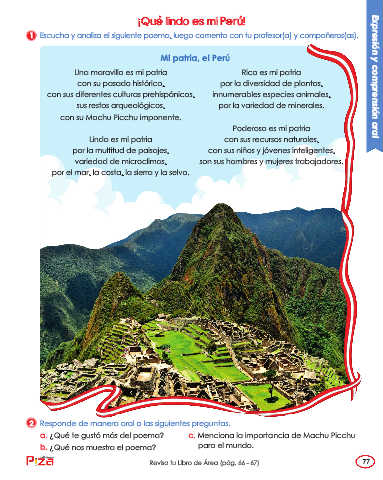 ¡Qué lindo es mi Perú!
1 Escucha y analiza el siguiente poema, luego comenta con tu profesor(a) y compañeros(as).
Expresión y comprensión oral
Mi patria, el Perú
Una maravilla es mi patria
con su pasado histórico,
con sus diferentes culturas prehispánicas,
sus restos arqueológicos,
con su Machu Picchu imponente.
Lindo es mi patria
por la multitud de paisajes,
variedad de microclimas,
por el mar, la costa, la sierra y la selva.
Rico es mi patria
por la diversidad de plantas,
innumerables especies animales,
por la variedad de minerales.
Poderoso es mi patria
con sus recursos naturales,
con sus niños y jóvenes inteligentes,
son sus hombres y mujeres trabajadores.
2 Responde de manera oral a las siguientes preguntas.
a. ¿Qué te gustó más del poema?
b. ¿Qué nos muestra el poema?
c. Menciona la importancia de Machu Picchu
para el mundo.
Pizza
Revisa tu Libro de Área (pág. 66 - 67)
77